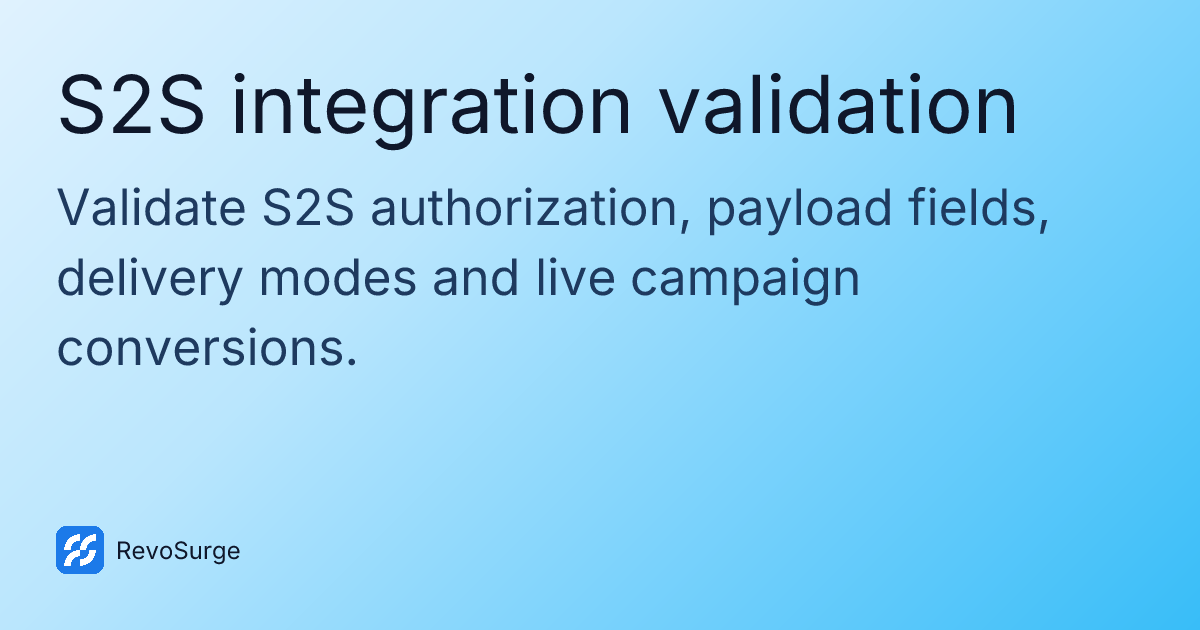 S2S integration validation
Validate S2S authorization, payload fields,
delivery modes and live campaign
conversions.
RevoSurge